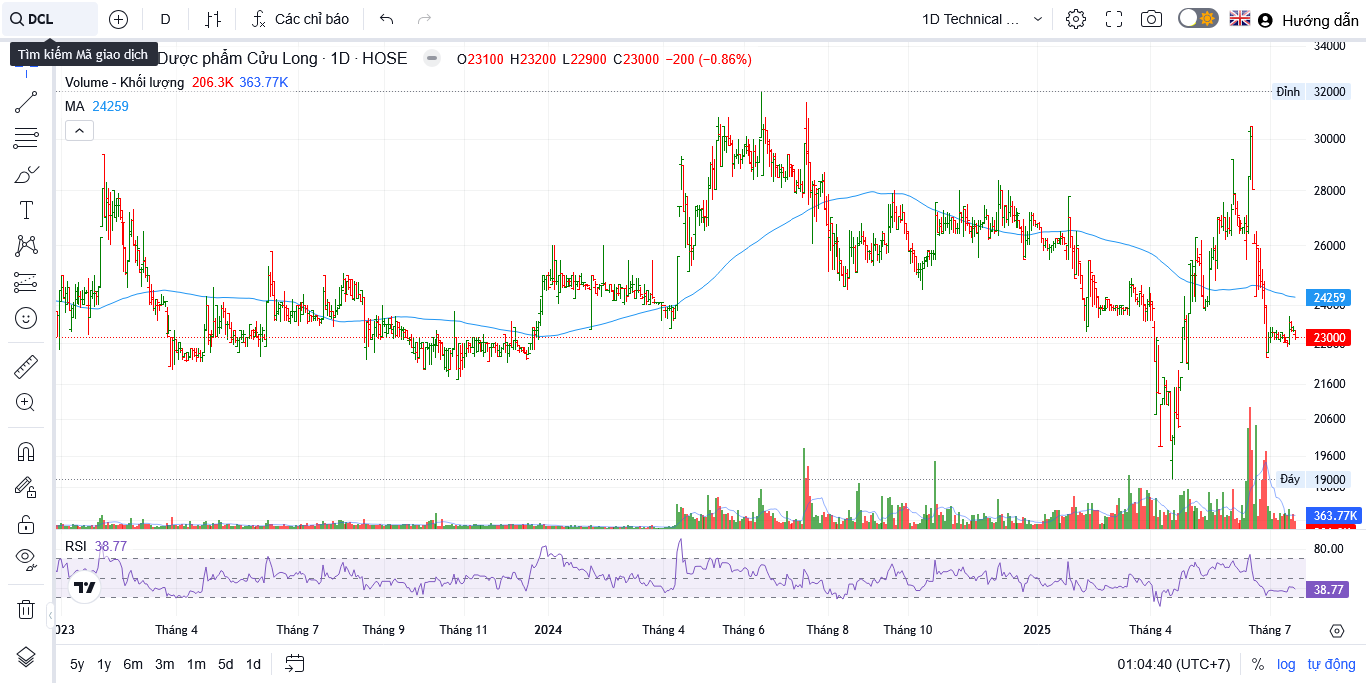 DCL
D
Các chỉ báo
1D Technical ...
Hướng dẫn
Tìm kiếm Mã giao dịch
Dược phẩm Cửu Long · 1D · HOSE
O23100 H23200 L22900 C23000 −200 (−0.86%)
Volume - Khối lượng 206.3K 363.77K
MA 24259
34000
Đỉnh 32000
30000
28000
26000
24259
24000
23000
21600
20600
19600
Đáy 19000
363.77K
RSI 38.77
80.00
38.77
023
Tháng 4
Tháng 7
Tháng 9
Tháng 11
2024
Tháng 4
Tháng 6
Tháng 8
Tháng 10
2025
Tháng 4
Tháng 7
5y 1y 6m 3m 1m 5d 1d
01:04:40 (UTC+7)
%
log
tự động